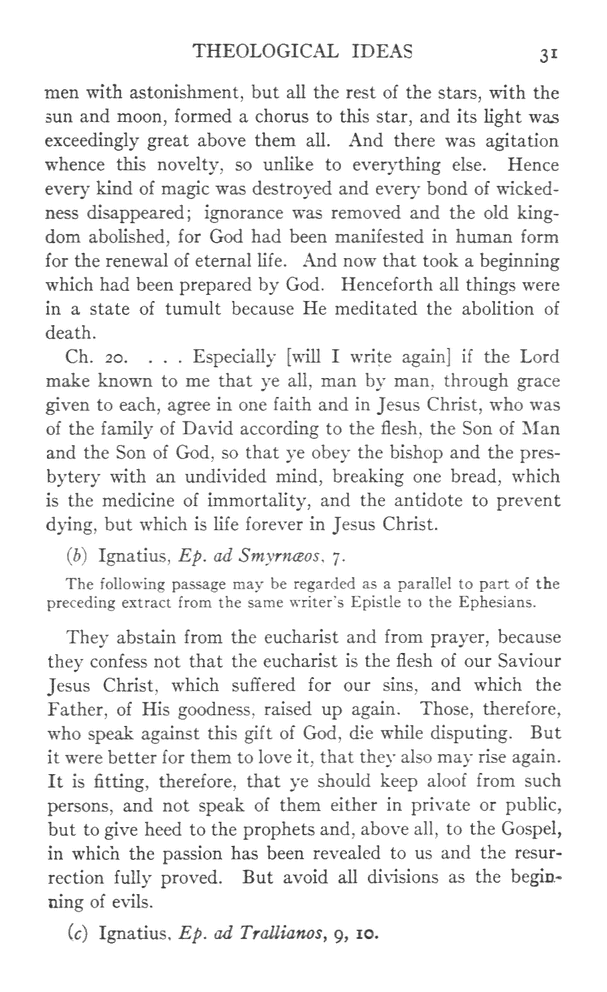 THEOLOGICAL IDEAS 31
men with astonishment, but all the rest of the stars, with the
sun and moon, formed a chorus to this star, and its light was
exceedingly great above them all. And there was agitation
whence this novelty, so unlike to everything else. Hence
every kind of magic was destroyed and every bond of wicked-
ness disappeared; ignorance was removed and the old king-
dom abolished, for God had been manifested in human form
for the renewal of eternal life. And now that took a beginning
which had been prepared by God. Henceforth all things were
in a state of tumult because He meditated the abolition of
death.
Ch. 20. . . . Especially [will I write again] if the Lord
make known to me that ye all, man by man, through grace
given to each, agree in one faith and in Jesus Christ, who was
of the family of David according to the flesh, the Son of Man
and the Son of God, so that ye obey the bishop and the pres-
bytery with an undivided mind, breaking one bread, which
is the medicine of immortality, and the antidote to prevent
dying, but which is life forever in Jesus Christ.
(b) Ignatius, Ep. ad Smyrnæos, 7.
The following passage may be regarded as a parallel to part of the
preceding extract from the same writer's Epistle to the Ephesians.
They abstain from the eucharist and from prayer, because
they confess not that the eucharist is the flesh of our Saviour
Jesus Christ, which suffered for our sins, and which the
Father, of His goodness, raised up again. Those, therefore,
who speak against this gift of God, die while disputing. But
it were better for them to love it, that they also may rise again.
It is fitting, therefore, that ye should keep aloof from such
persons, and not speak of them either in private or public,
but to give heed to the prophets and, above all, to the Gospel,
in which the passion has been revealed to us and the resur-
rection fully proved. But avoid all divisions as the begin-
ning of evils.
(c) Ignatius, Ep. ad Trallianos, 9, 10.